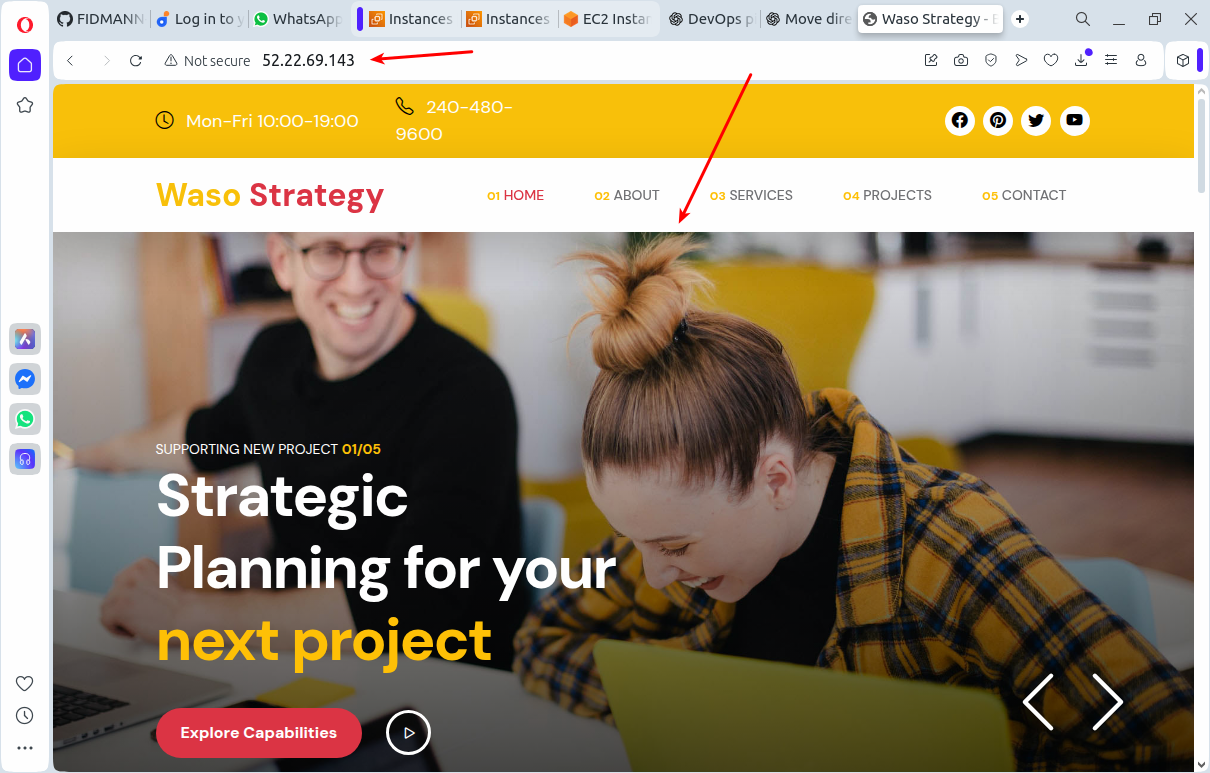 FIDMANN
Log in to y
WhatsApp
Instances
Instances
EC2 Instan
DevOps p
Move dire
Waso Strategy - E
Not secure 52.22.69.143
Mon-Fri 10:00-19:00
240-480-
9600
Waso Strategy
01 HOME
02 ABOUT
03 SERVICES
04 PROJECTS
05 CONTACT
SUPPORTING NEW PROJECT 01/05
Strategic
Planning for your
next project
Explore Capabilities